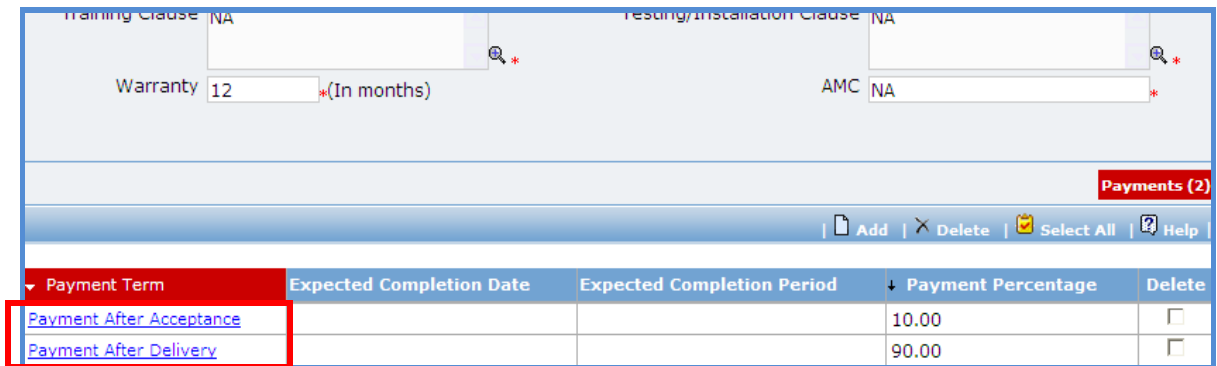 Training Clause NA Testing/Installation Clause NA
* *
Warranty 12 *(In months) AMC NA *
Payments (2)
| Add | Delete | Select All | Help |
Payment Term Expected Completion Date Expected Completion Period Payment Percentage Delete
Payment After Acceptance 10.00
Payment After Delivery 90.00